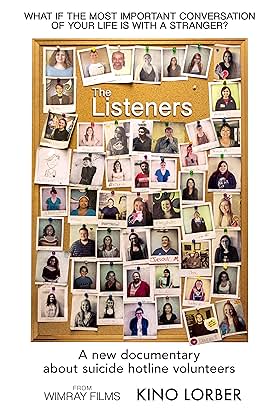 WHAT IF THE MOST IMPORTANT CONVERSATION
OF YOUR LIFE IS WITH A STRANGER?
The
Listeners
A new documentary
about suicide hotline volunteers
FROM
WIMRAY FILMS
KINO LORBER